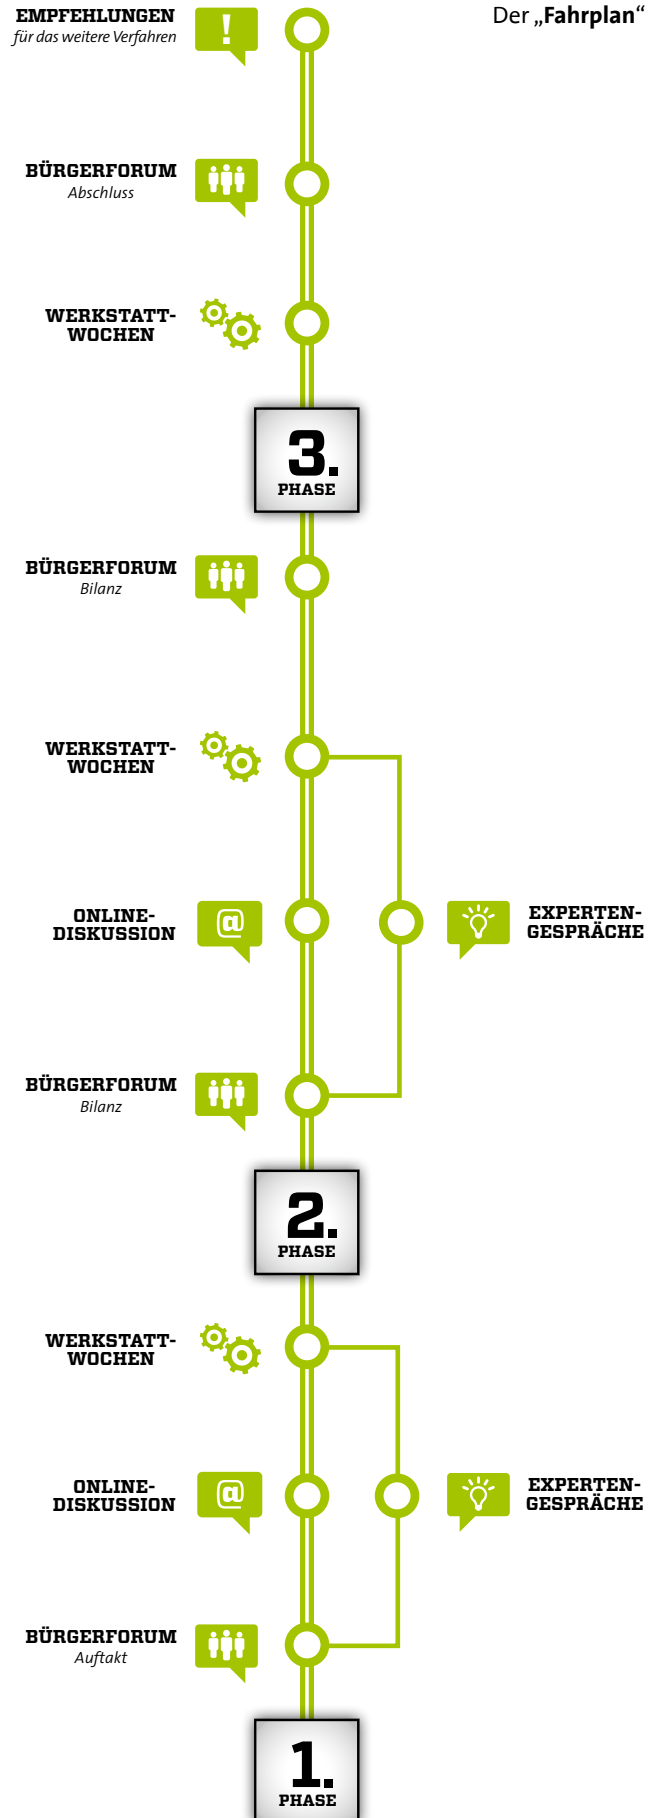 EMPFEHLUNGEN
für das weitere Verfahren
!
Der „Fahrplan“
BÜRGERFORUM
Abschluss
WERKSTATT-
WOCHEN
3.
PHASE
BÜRGERFORUM
Bilanz
WERKSTATT-
WOCHEN
ONLINE-
DISKUSSION
@
EXPERTEN-
GESPRÄCHE
BÜRGERFORUM
Bilanz
2.
PHASE
WERKSTATT-
WOCHEN
ONLINE-
DISKUSSION
@
EXPERTEN-
GESPRÄCHE
BÜRGERFORUM
Auftakt
1.
PHASE